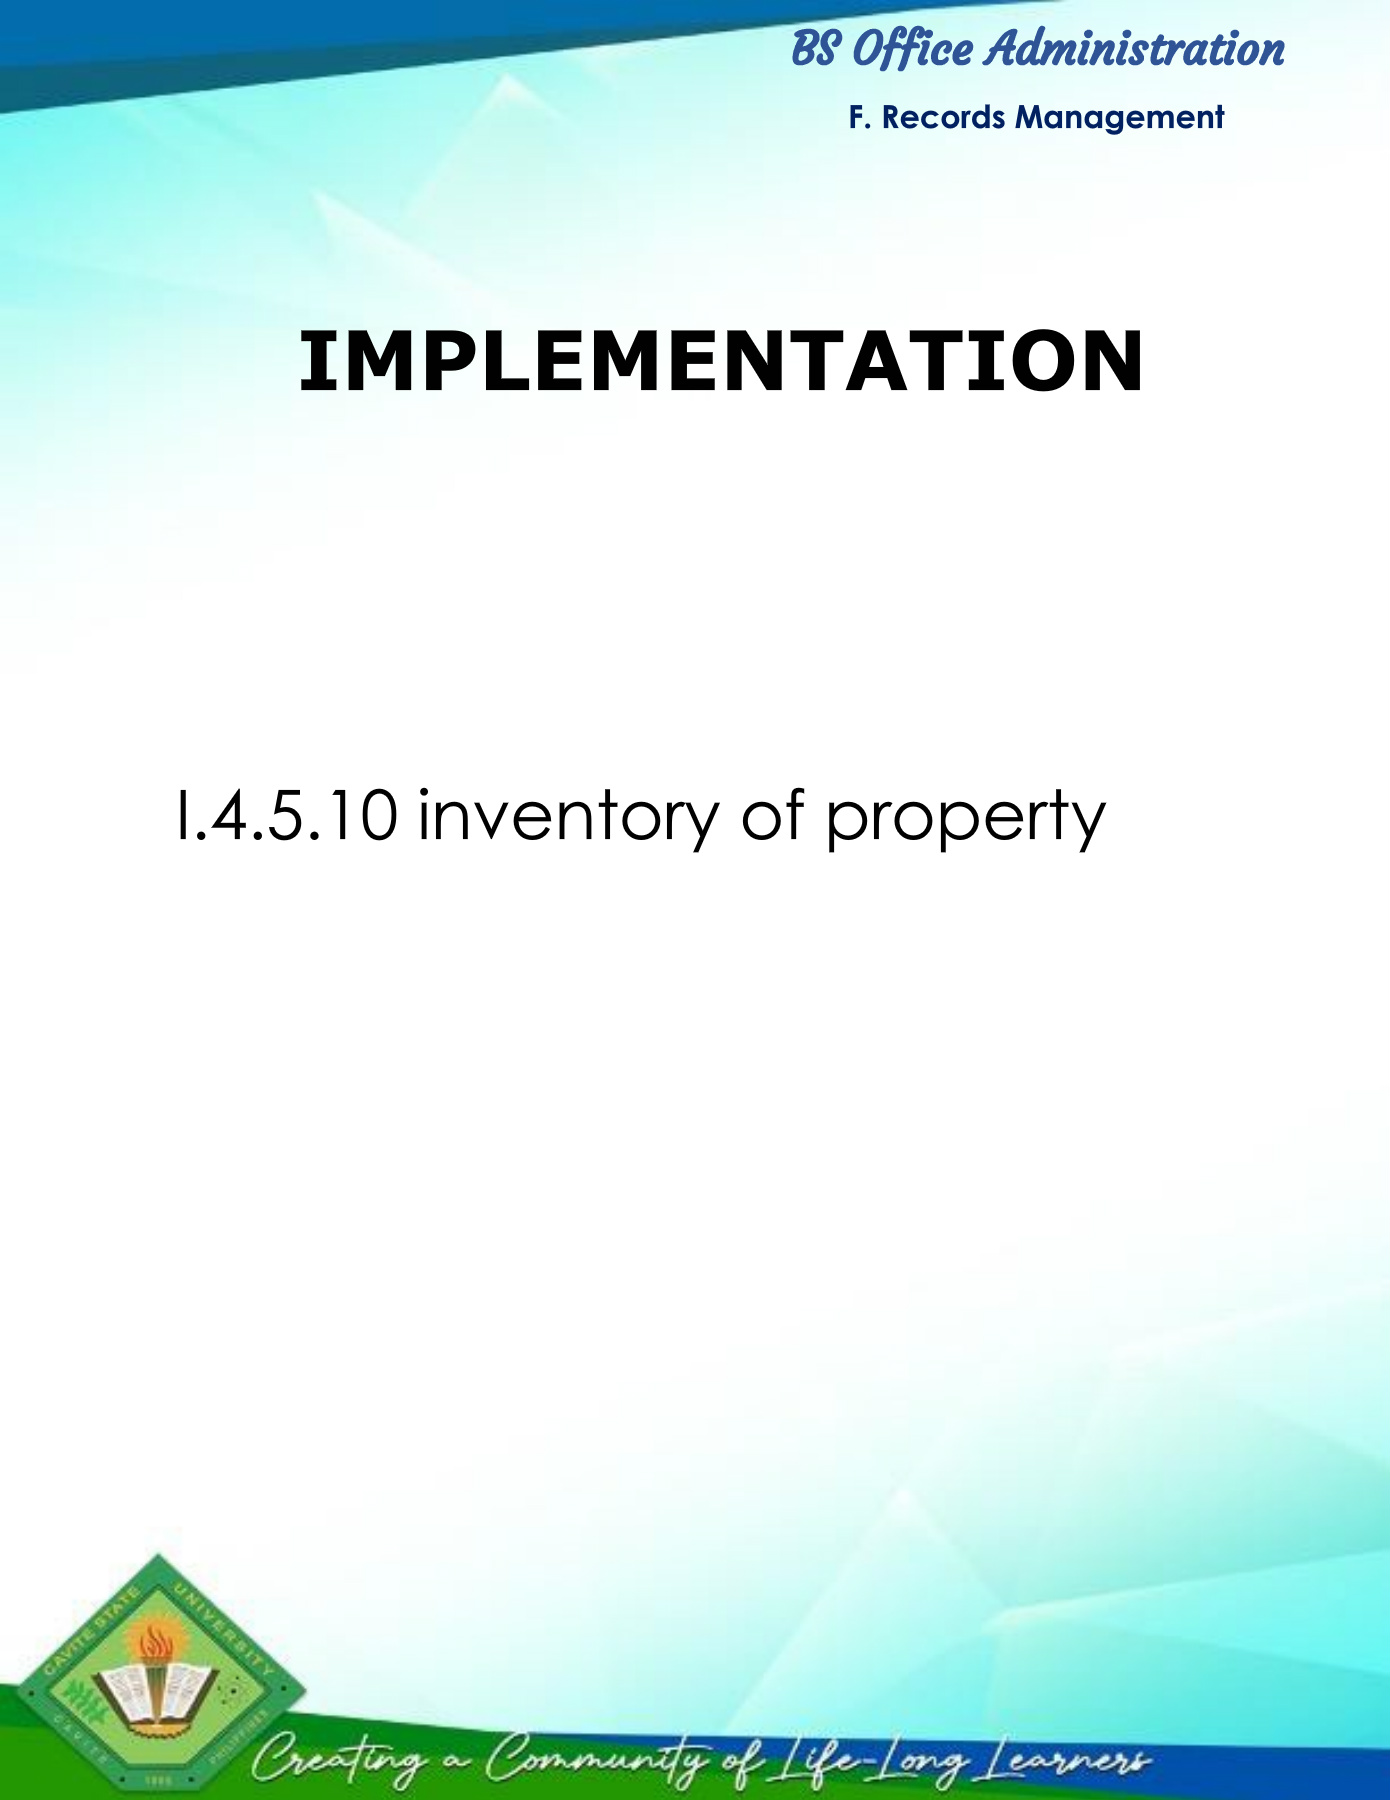 BS Office Administration
F. Records Management
IMPLEMENTATION
I.4.5.10 inventory of property
CAVITE STATE UNIVERSITY
CAVITE
PHILIPPINES
Creating a Community of Life-Long Learners